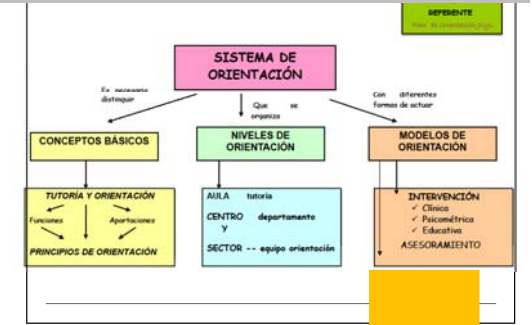 REFERENTE
SISTEMA DE
ORIENTACIÓN
Es necesario
distinguir
Que se
organiza
Con diferentes
formas de actuar
CONCEPTOS BÁSICOS
NIVELES DE
ORIENTACIÓN
MODELOS DE
ORIENTACIÓN
TUTORÍA Y ORIENTACIÓN
Funciones Aportaciones
PRINCIPIOS DE ORIENTACIÓN
AULA tutoría
CENTRO departamento
Y
SECTOR -- equipo orientación
INTERVENCIÓN
✓ Clínica
✓ Psicométrica
✓ Educativa
ASESORAMIENTO